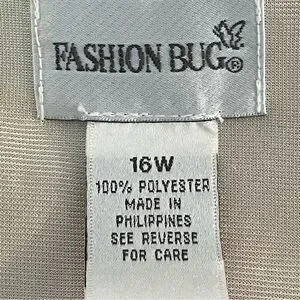 FASHION BUG®
16W
100% POLYESTER
MADE IN
PHILIPPINES
SEE REVERSE
FOR CARE